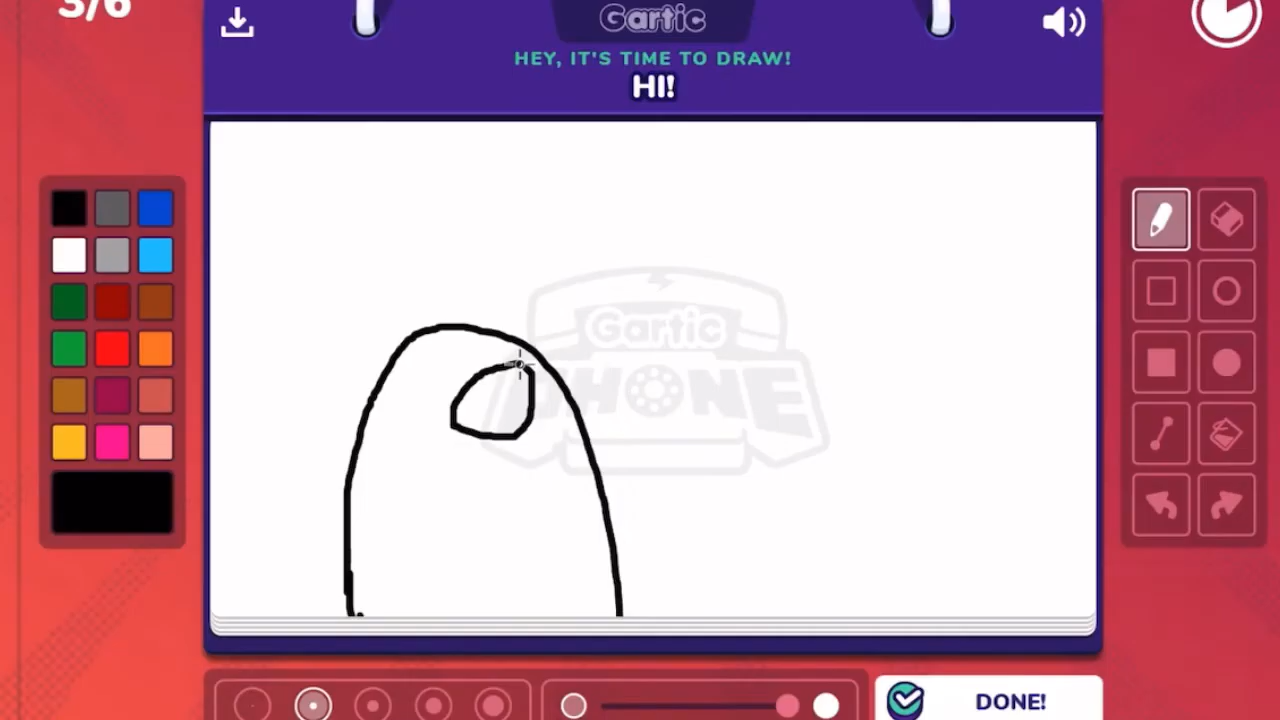 3/6
Gartic
HEY, IT'S TIME TO DRAW!
HI!
Gartic
PHONE
DONE!